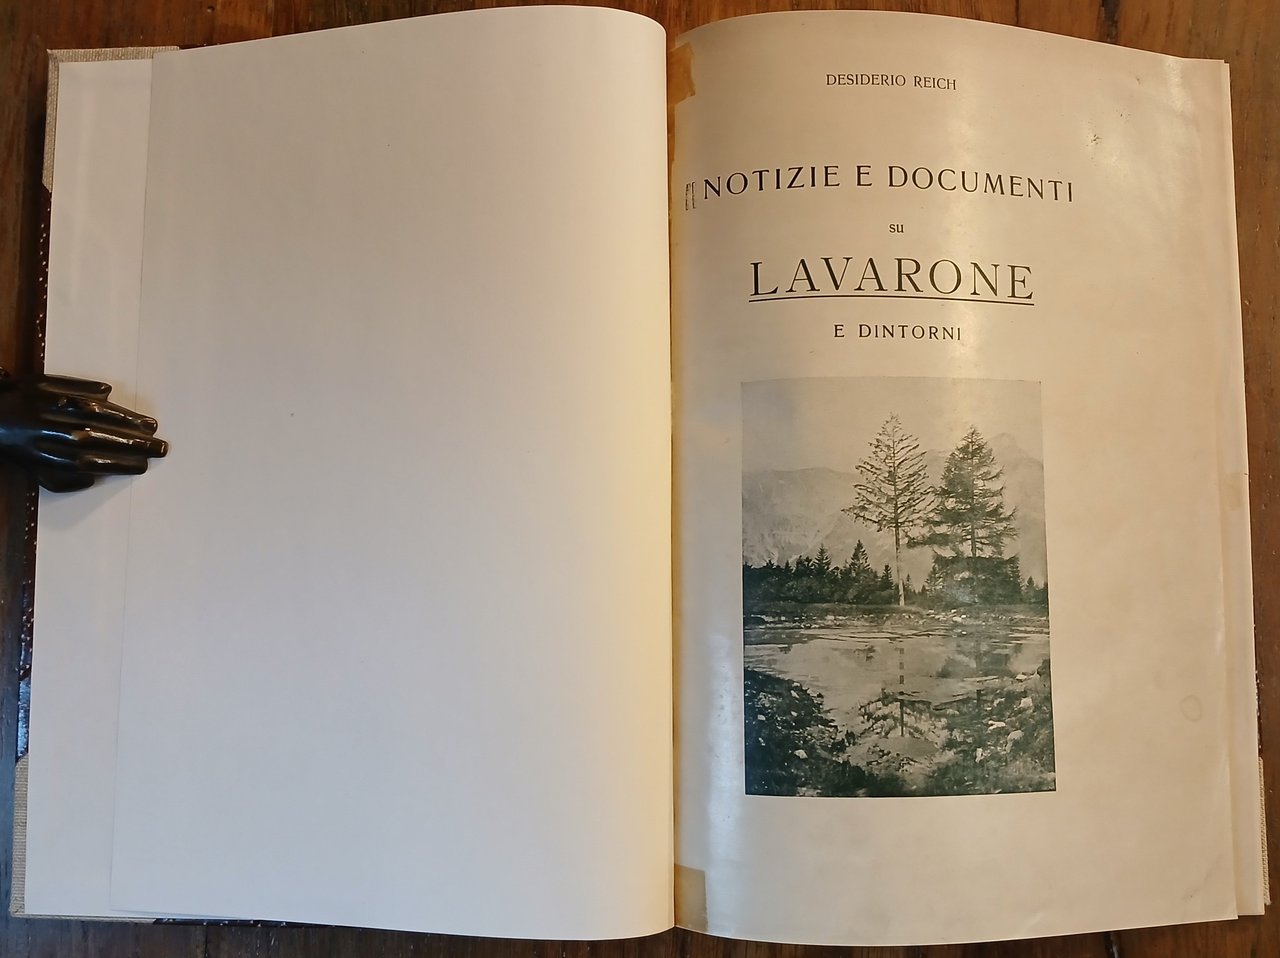 DESIDERIO REICH
NOTIZIE E DOCUMENTI
su
LAVARONE
E DINTORNI